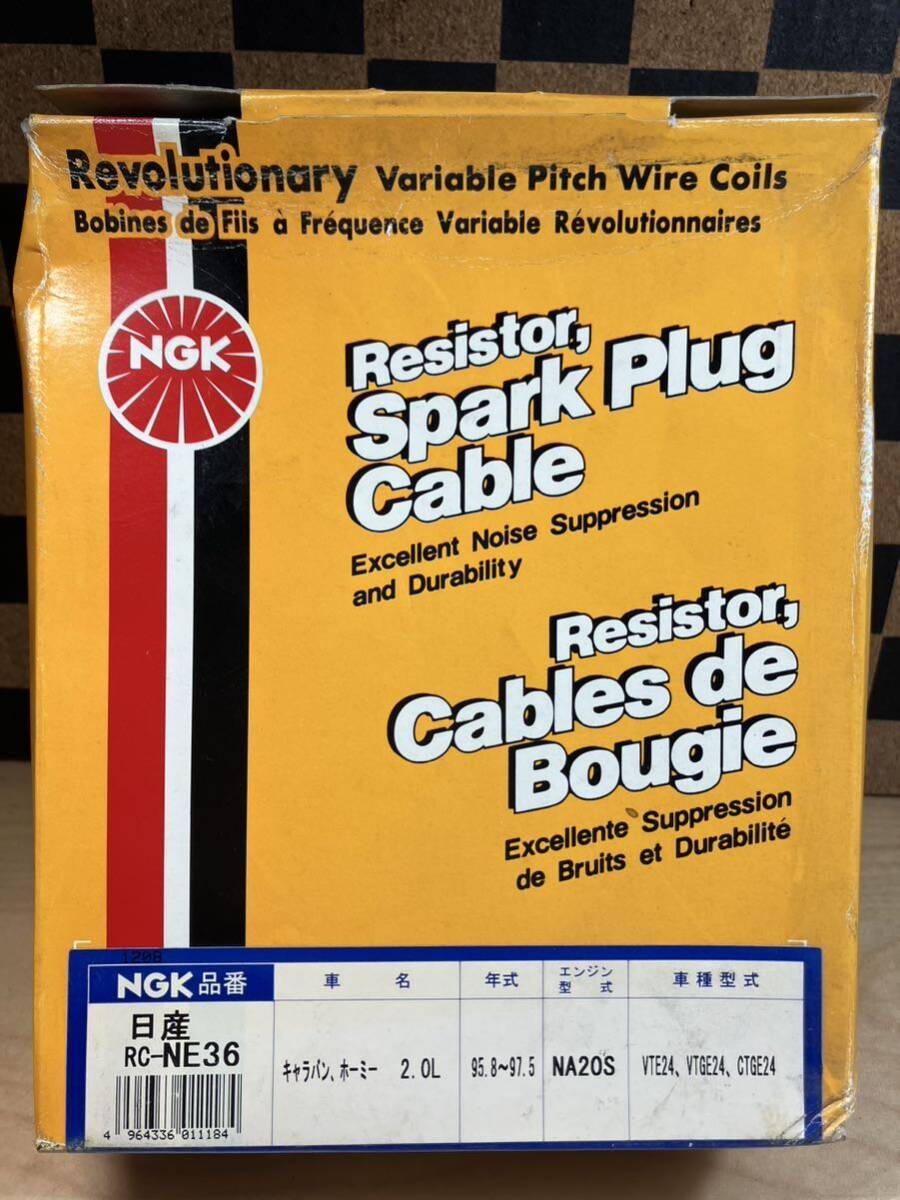 Revolutionary Variable Pitch Wire Coils
Bobines de Fils à Fréquence Variable Révolutionnaires
NGK
Resistor,
Spark Plug
Cable
Excellent Noise Suppression
and Durability
Resistor,
Cables de
Bougie
Excellente Suppression
de Bruits et Durabilité
1208
NGK品番 車名 年式 エンジン型式 車種型式
日産
RC-NE36
キャラバン、ホーミー 2.0L 95.8~97.5 NA20S VTE24、VTGE24、CTGE24
4 964336 011184